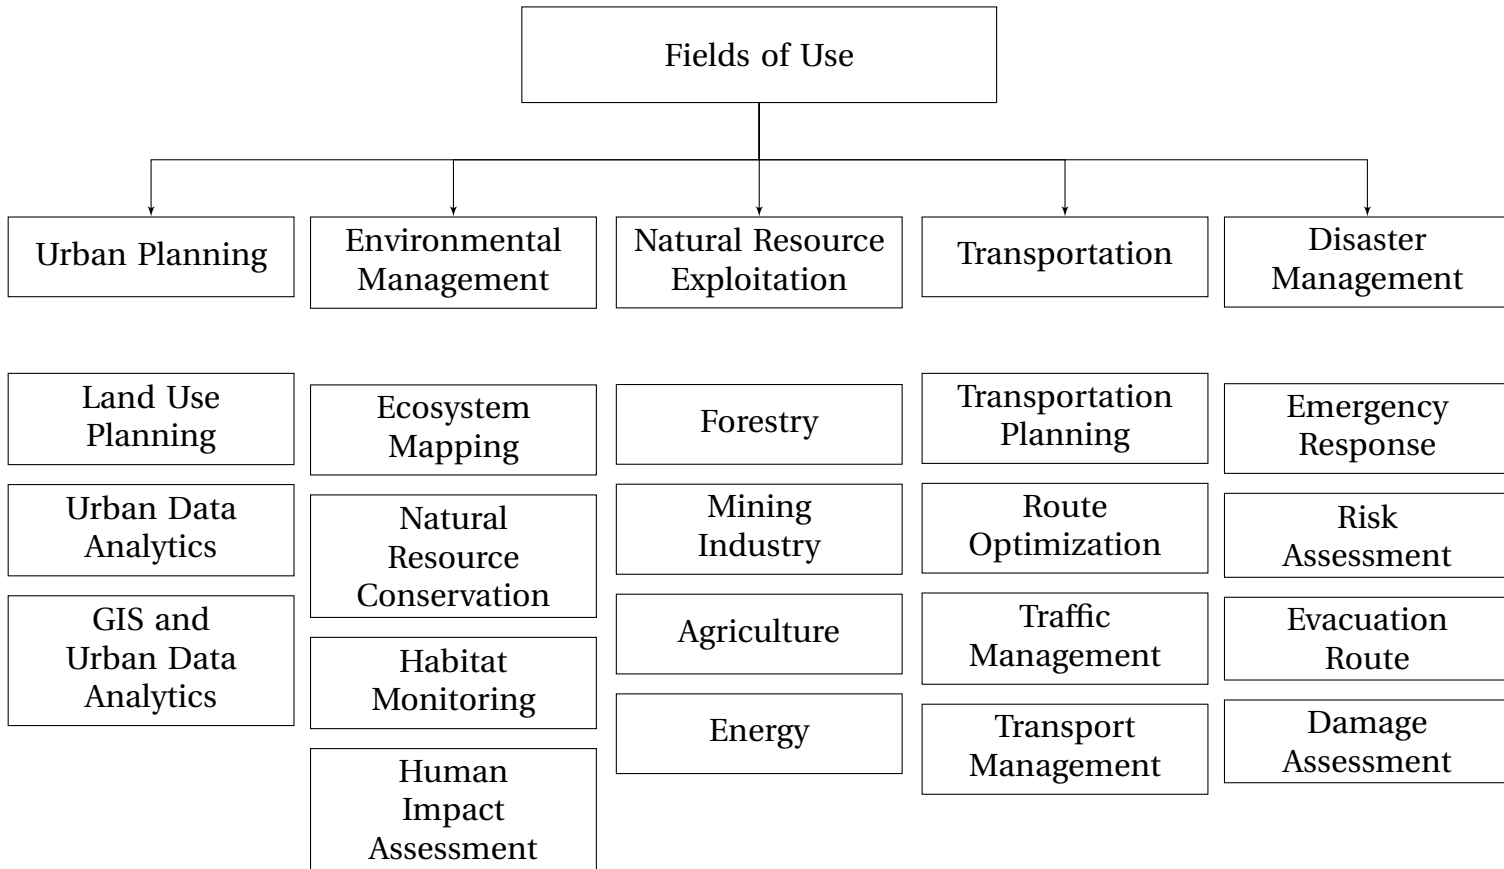 Fields of Use
Urban Planning
Environmental
Management
Natural Resource
Exploitation
Transportation
Disaster
Management
Land Use
Planning
Urban Data
Analytics
GIS and
Urban Data
Analytics
Ecosystem
Mapping
Natural
Resource
Conservation
Habitat
Monitoring
Human
Impact
Assessment
Forestry
Mining
Industry
Agriculture
Energy
Transportation
Planning
Route
Optimization
Traffic
Management
Transport
Management
Emergency
Response
Risk
Assessment
Evacuation
Route
Damage
Assessment